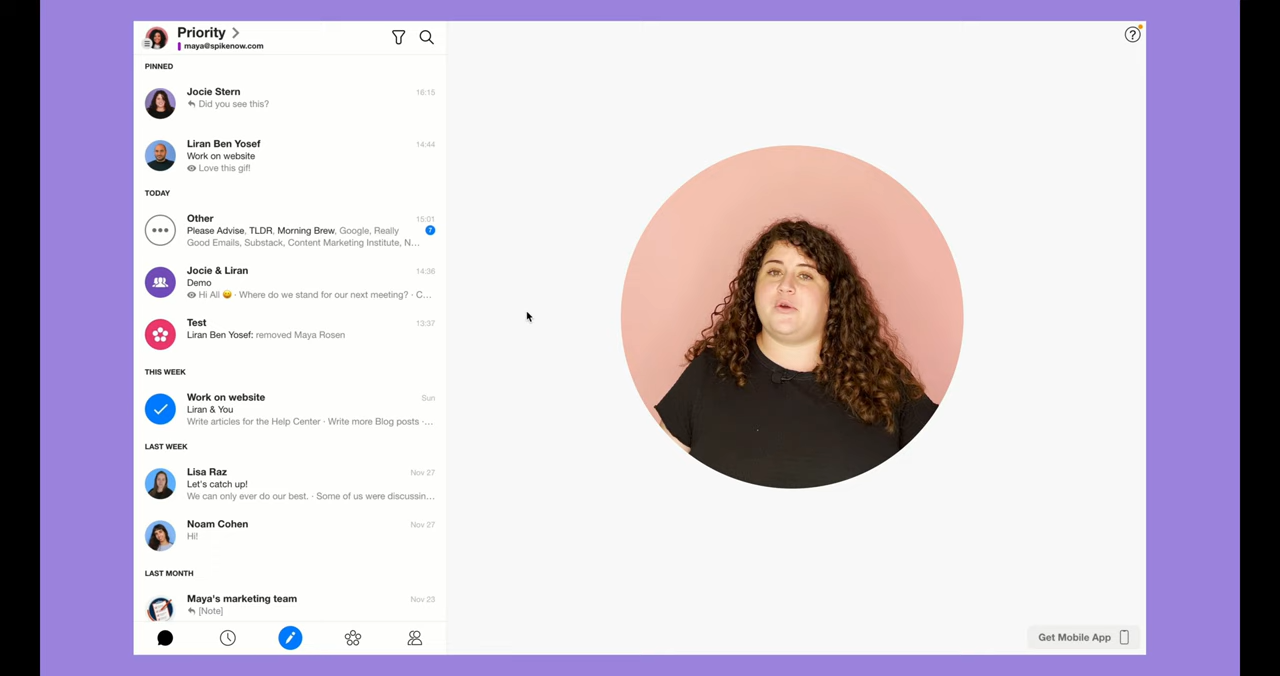 Priority
maya@spikenow.com
PINNED
Jocie Stern 16:15
Did you see this?
Liran Ben Yosef 14:44
Work on website
Love this gif!
TODAY
Other 15:01
Please Advise, TLDR, Morning Brew, Google, Really 7
Good Emails, Substack, Content Marketing Institute, N...
Jocie & Liran 14:36
Demo
Hi All 😄 · Where do we stand for our next meeting? · C...
Test 13:37
Liran Ben Yosef: removed Maya Rosen
THIS WEEK
Work on website Sun
Liran & You
Write articles for the Help Center · Write more Blog posts ·...
LAST WEEK
Lisa Raz Nov 27
Let's catch up!
We can only ever do our best. · Some of us were discussin...
Noam Cohen Nov 27
Hi!
LAST MONTH
Maya's marketing team Nov 23
[Note]
?
Get Mobile App